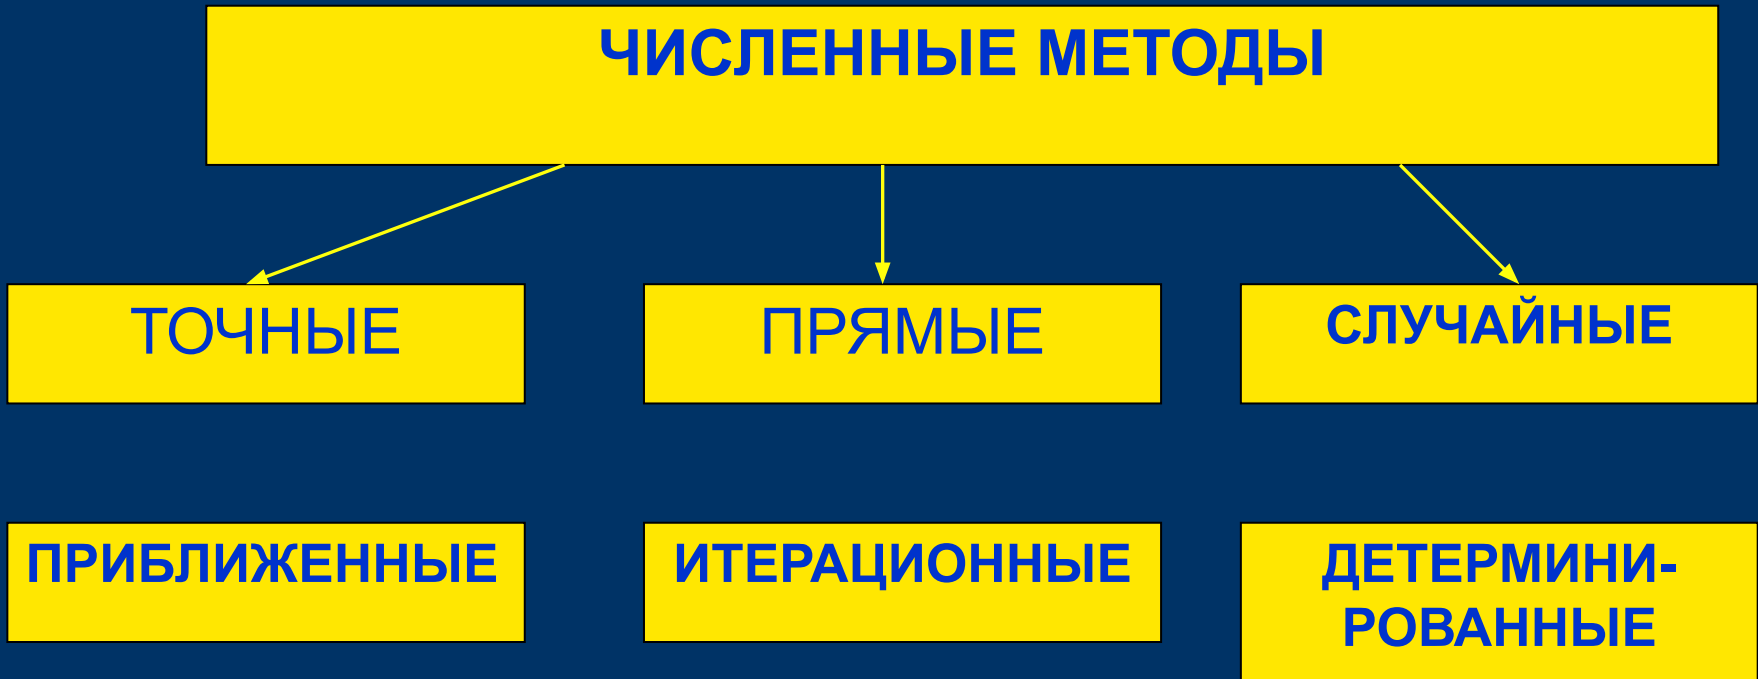 ЧИСЛЕННЫЕ МЕТОДЫ
ТОЧНЫЕ
ПРЯМЫЕ
СЛУЧАЙНЫЕ
ПРИБЛИЖЕННЫЕ
ИТЕРАЦИОННЫЕ
ДЕТЕРМИНИ-
РОВАННЫЕ